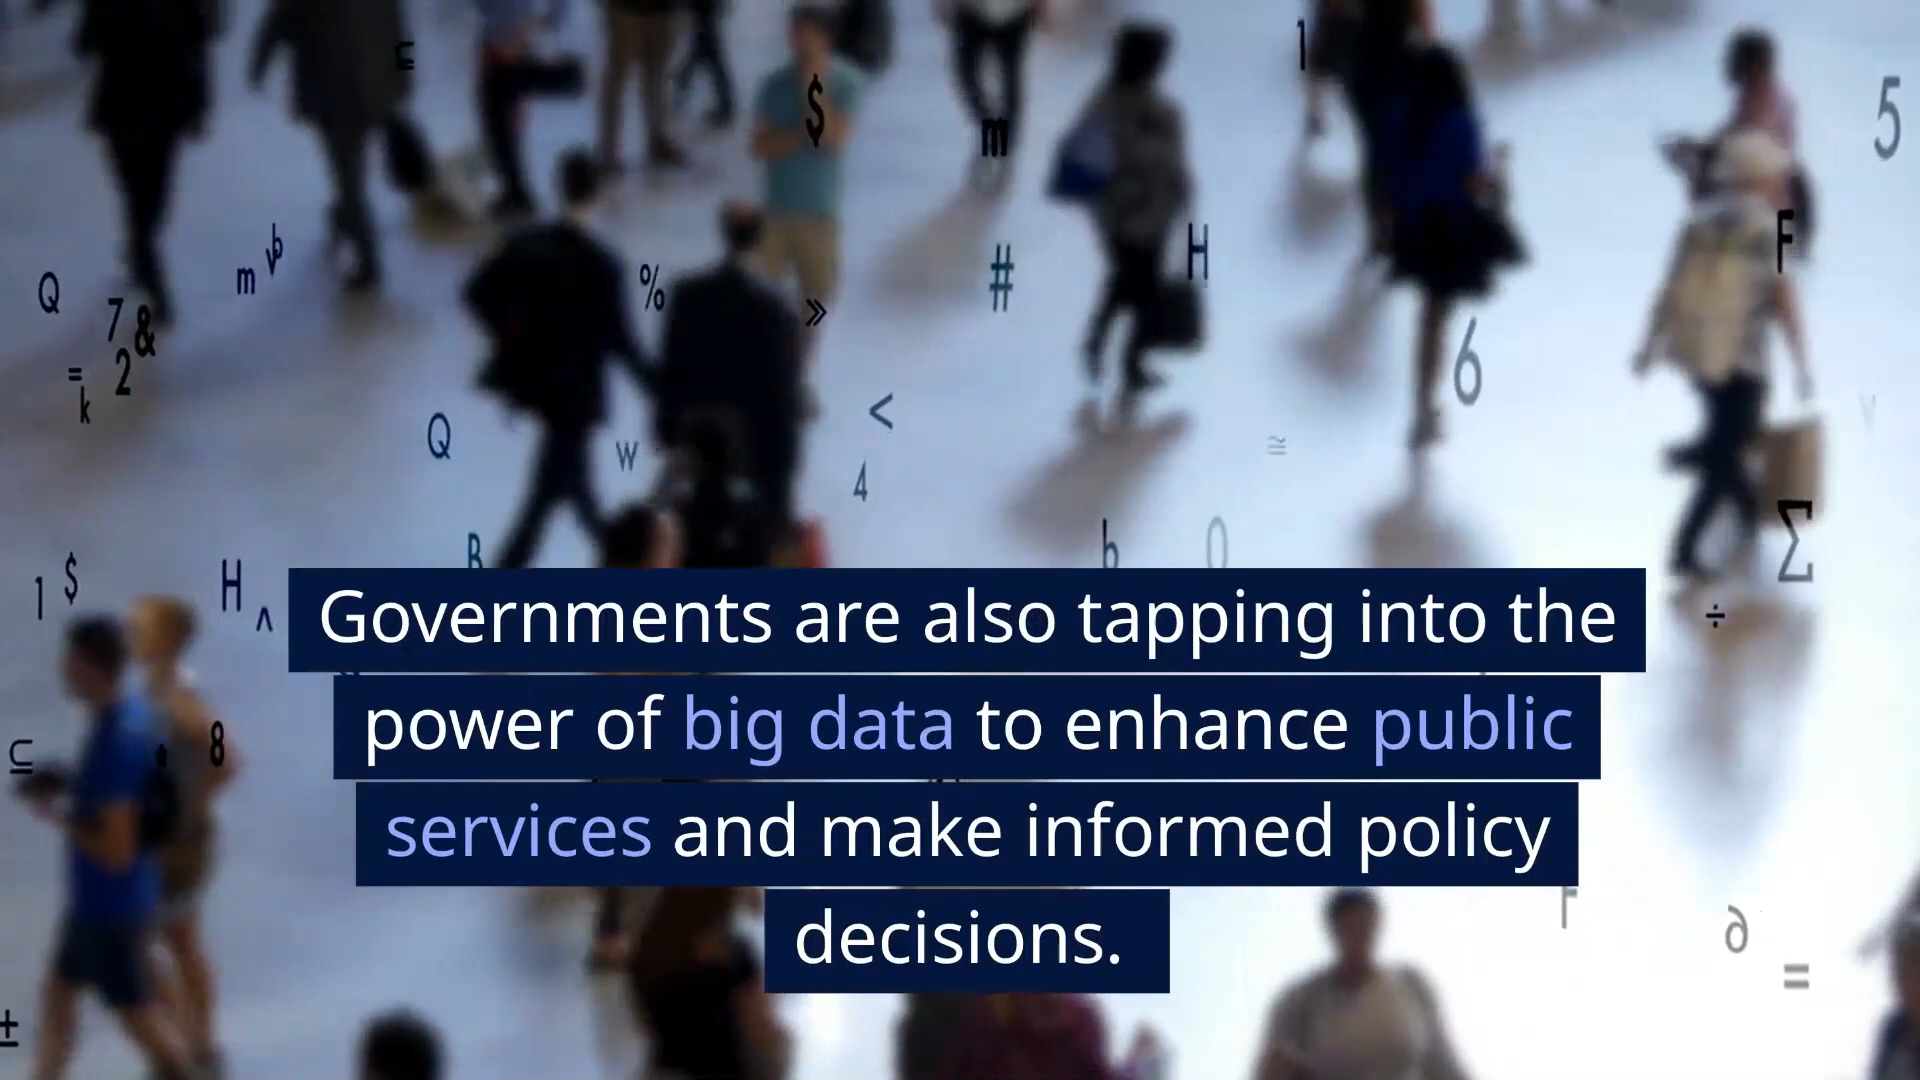 Governments are also tapping into the
power of big data to enhance public
services and make informed policy
decisions.